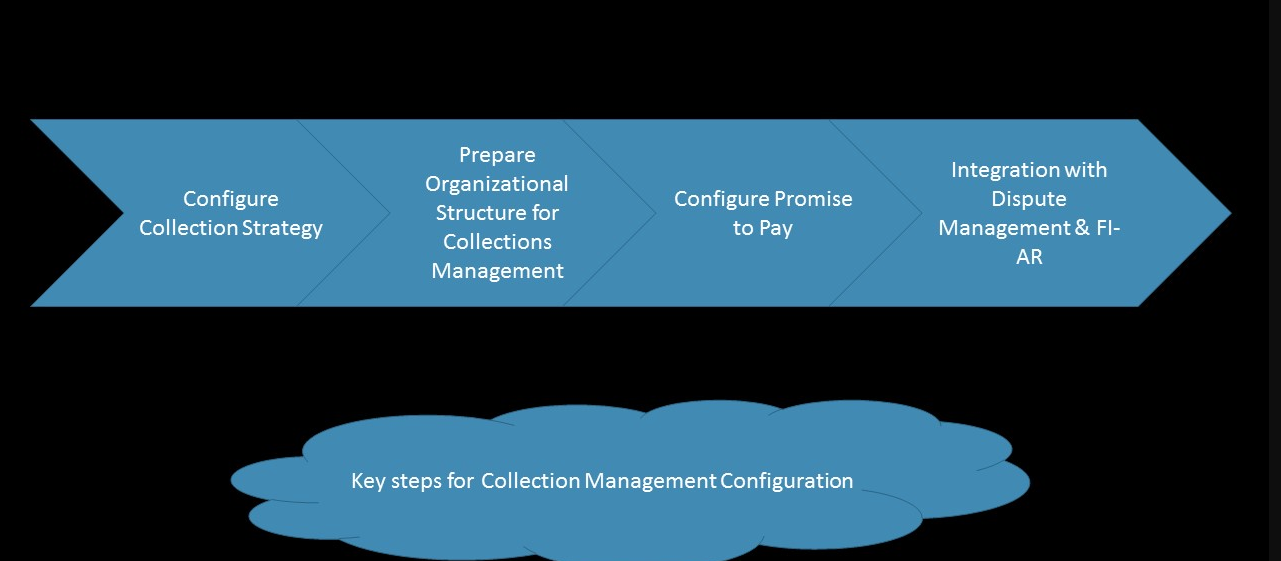 Configure
Collection Strategy
Prepare
Organizational
Structure for
Collections
Management
Configure Promise
to Pay
Integration with
Dispute
Management & FI-
AR
Key steps for Collection Management Configuration